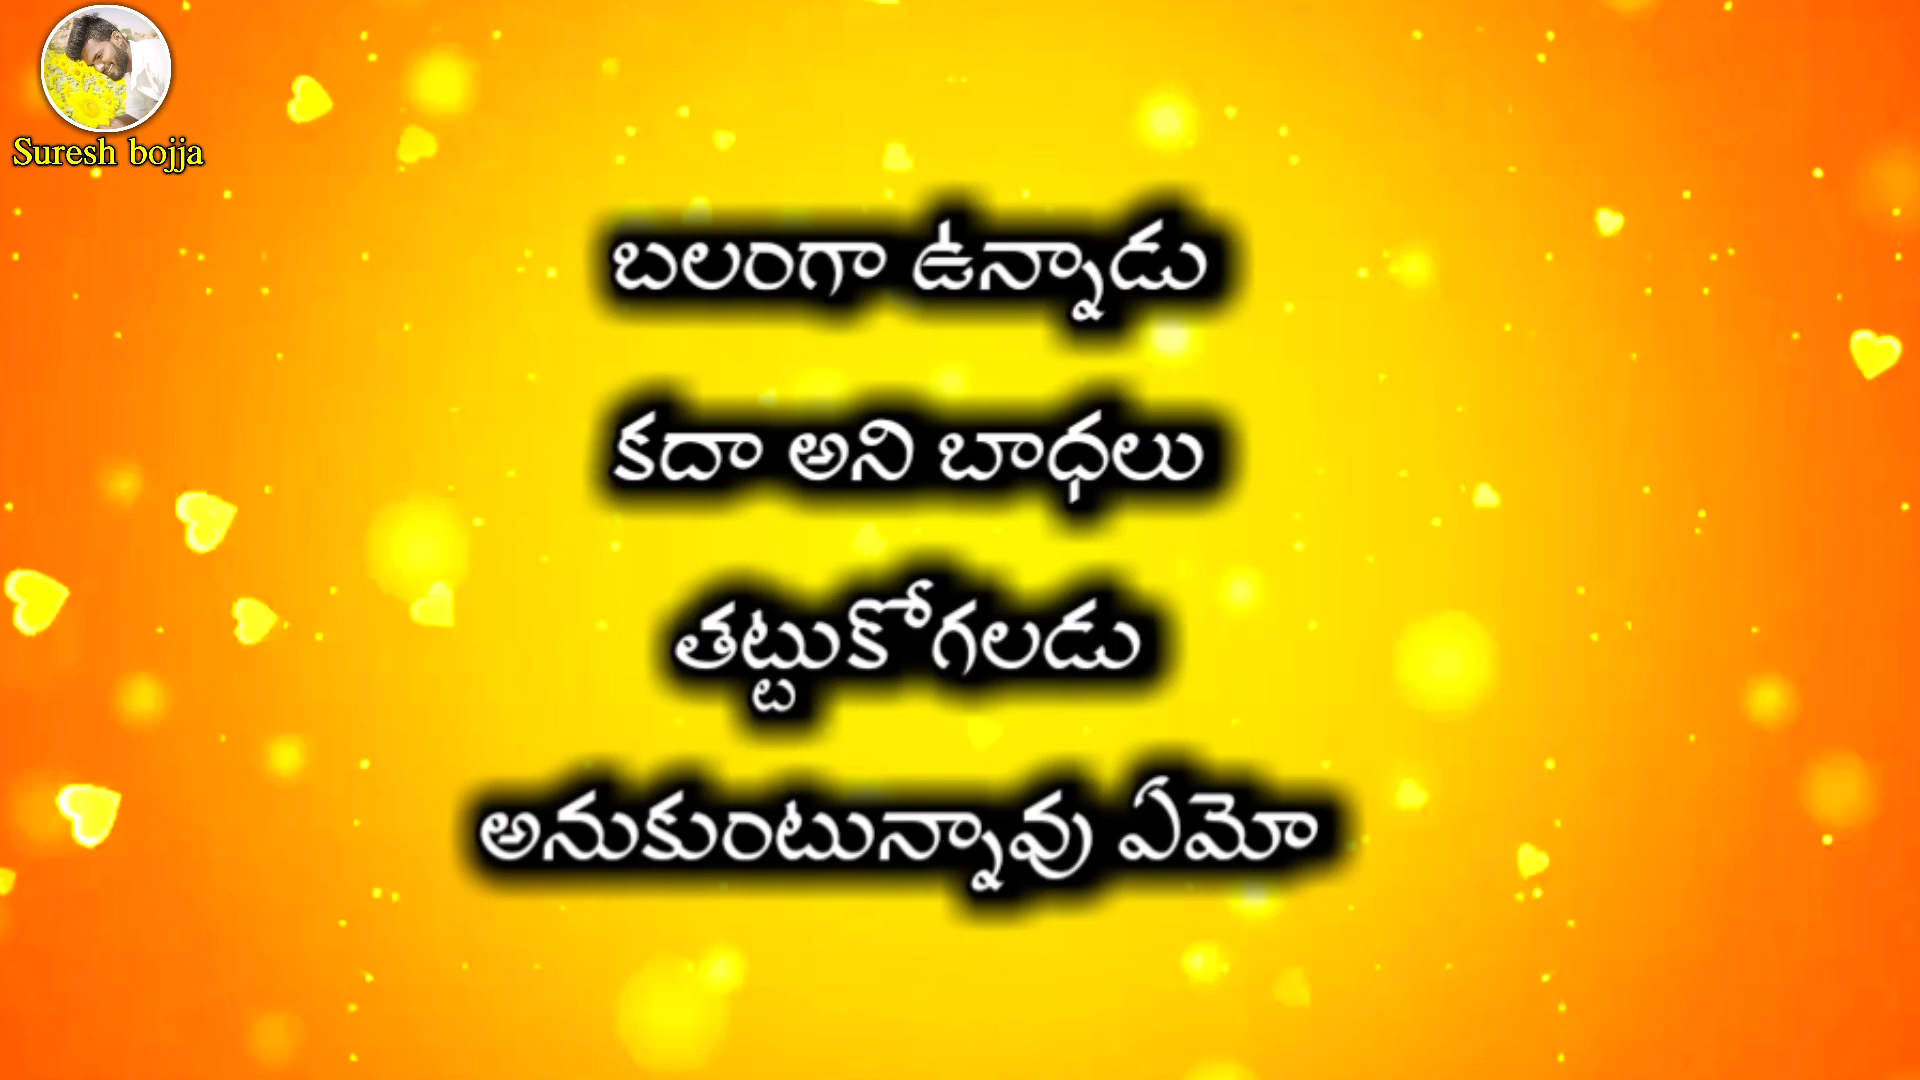 Suresh bojja
బలంగా ఉన్నాడు
కదా అని బాధలు
తట్టుకోగలడు
అనుకుంటున్నావు ఏమో